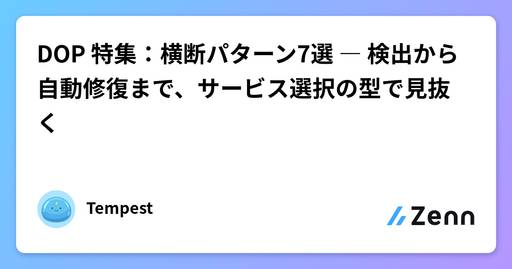 DOP 特集：横断パターン7選 ― 検出から
自動修復まで、サービス選択の型で見抜
く
Tempest
Zenn